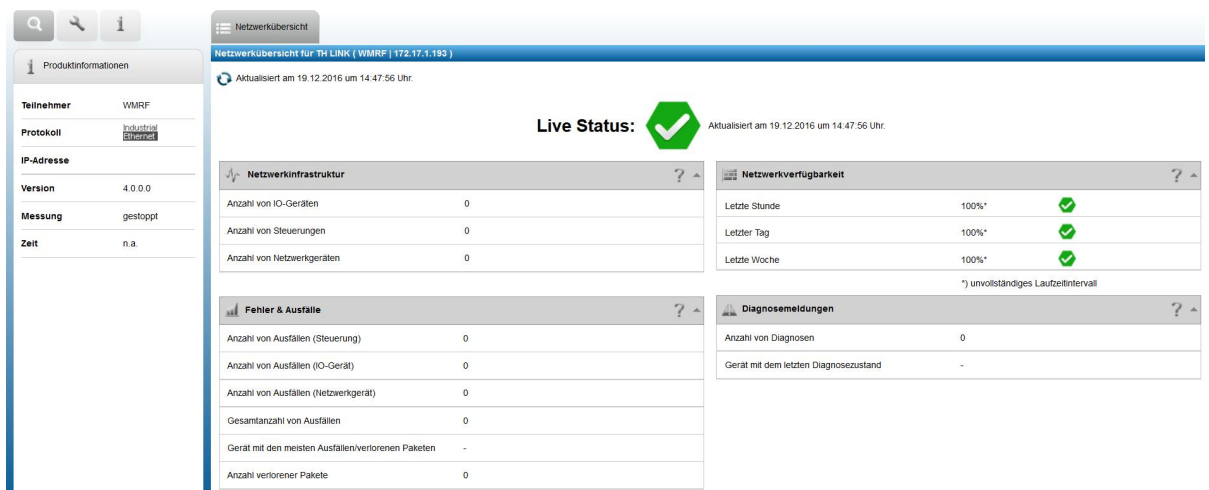 Netzwerkübersicht
Produktinformationen
Teilnehmer WMRF
Protokoll Industrial Ethernet
IP-Adresse
Version 4.0.0.0
Messung gestoppt
Zeit n.a.
Netzwerkübersicht für TH LINK ( WMRF | 172.17.1.193 )
Aktualisiert am 19.12.2016 um 14:47:56 Uhr.
Live Status: Aktualisiert am 19.12.2016 um 14:47:56 Uhr.
Netzwerkinfrastruktur ?
Anzahl von IO-Geräten 0
Anzahl von Steuerungen 0
Anzahl von Netzwerkgeräten 0
Netzwerkverfügbarkeit ?
Letzte Stunde 100%*
Letzter Tag 100%*
Letzte Woche 100%*
*) unvollständiges Laufzeitintervall
Fehler & Ausfälle ?
Anzahl von Ausfällen (Steuerung) 0
Anzahl von Ausfällen (IO-Gerät) 0
Anzahl von Ausfällen (Netzwerkgerät) 0
Gesamtanzahl von Ausfällen 0
Gerät mit den meisten Ausfällen/verlorenen Paketen -
Anzahl verlorener Pakete 0
Diagnosemeldungen ?
Anzahl von Diagnosen 0
Gerät mit dem letzten Diagnosezustand -